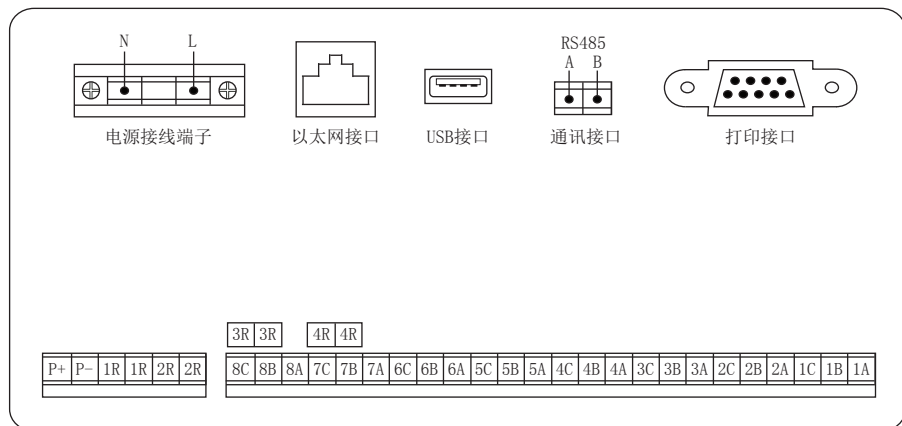 N L
RS485
A B
电源接线端子 以太网接口 USB接口 通讯接口 打印接口
3R 3R 4R 4R
P+ P- 1R 1R 2R 2R 8C 8B 8A 7C 7B 7A 6C 6B 6A 5C 5B 5A 4C 4B 4A 3C 3B 3A 2C 2B 2A 1C 1B 1A